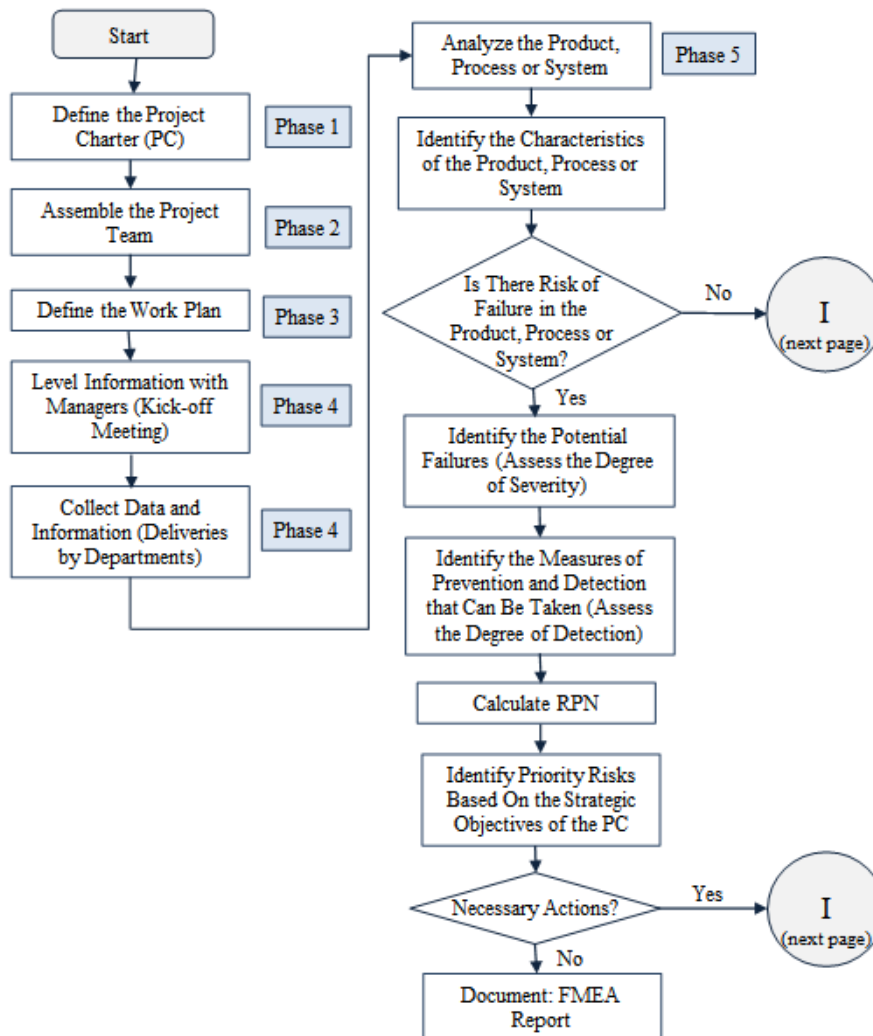 Start
Define the Project
Charter (PC)
Phase 1
Assemble the Project
Team
Phase 2
Define the Work Plan
Phase 3
Level Information with
Managers (Kick-off
Meeting)
Phase 4
Collect Data and
Information (Deliveries
by Departments)
Phase 4
Analyze the Product,
Process or System
Phase 5
Identify the Characteristics
of the Product, Process or
System
Is There Risk of
Failure in the
Product, Process or
System?
No
I
(next page)
Yes
Identify the Potential
Failures (Assess the Degree
of Severity)
Identify the Measures of
Prevention and Detection
that Can Be Taken (Assess
the Degree of Detection)
Calculate RPN
Identify Priority Risks
Based On the Strategic
Objectives of the PC
Necessary Actions?
Yes
I
(next page)
No
Document: FMEA
Report